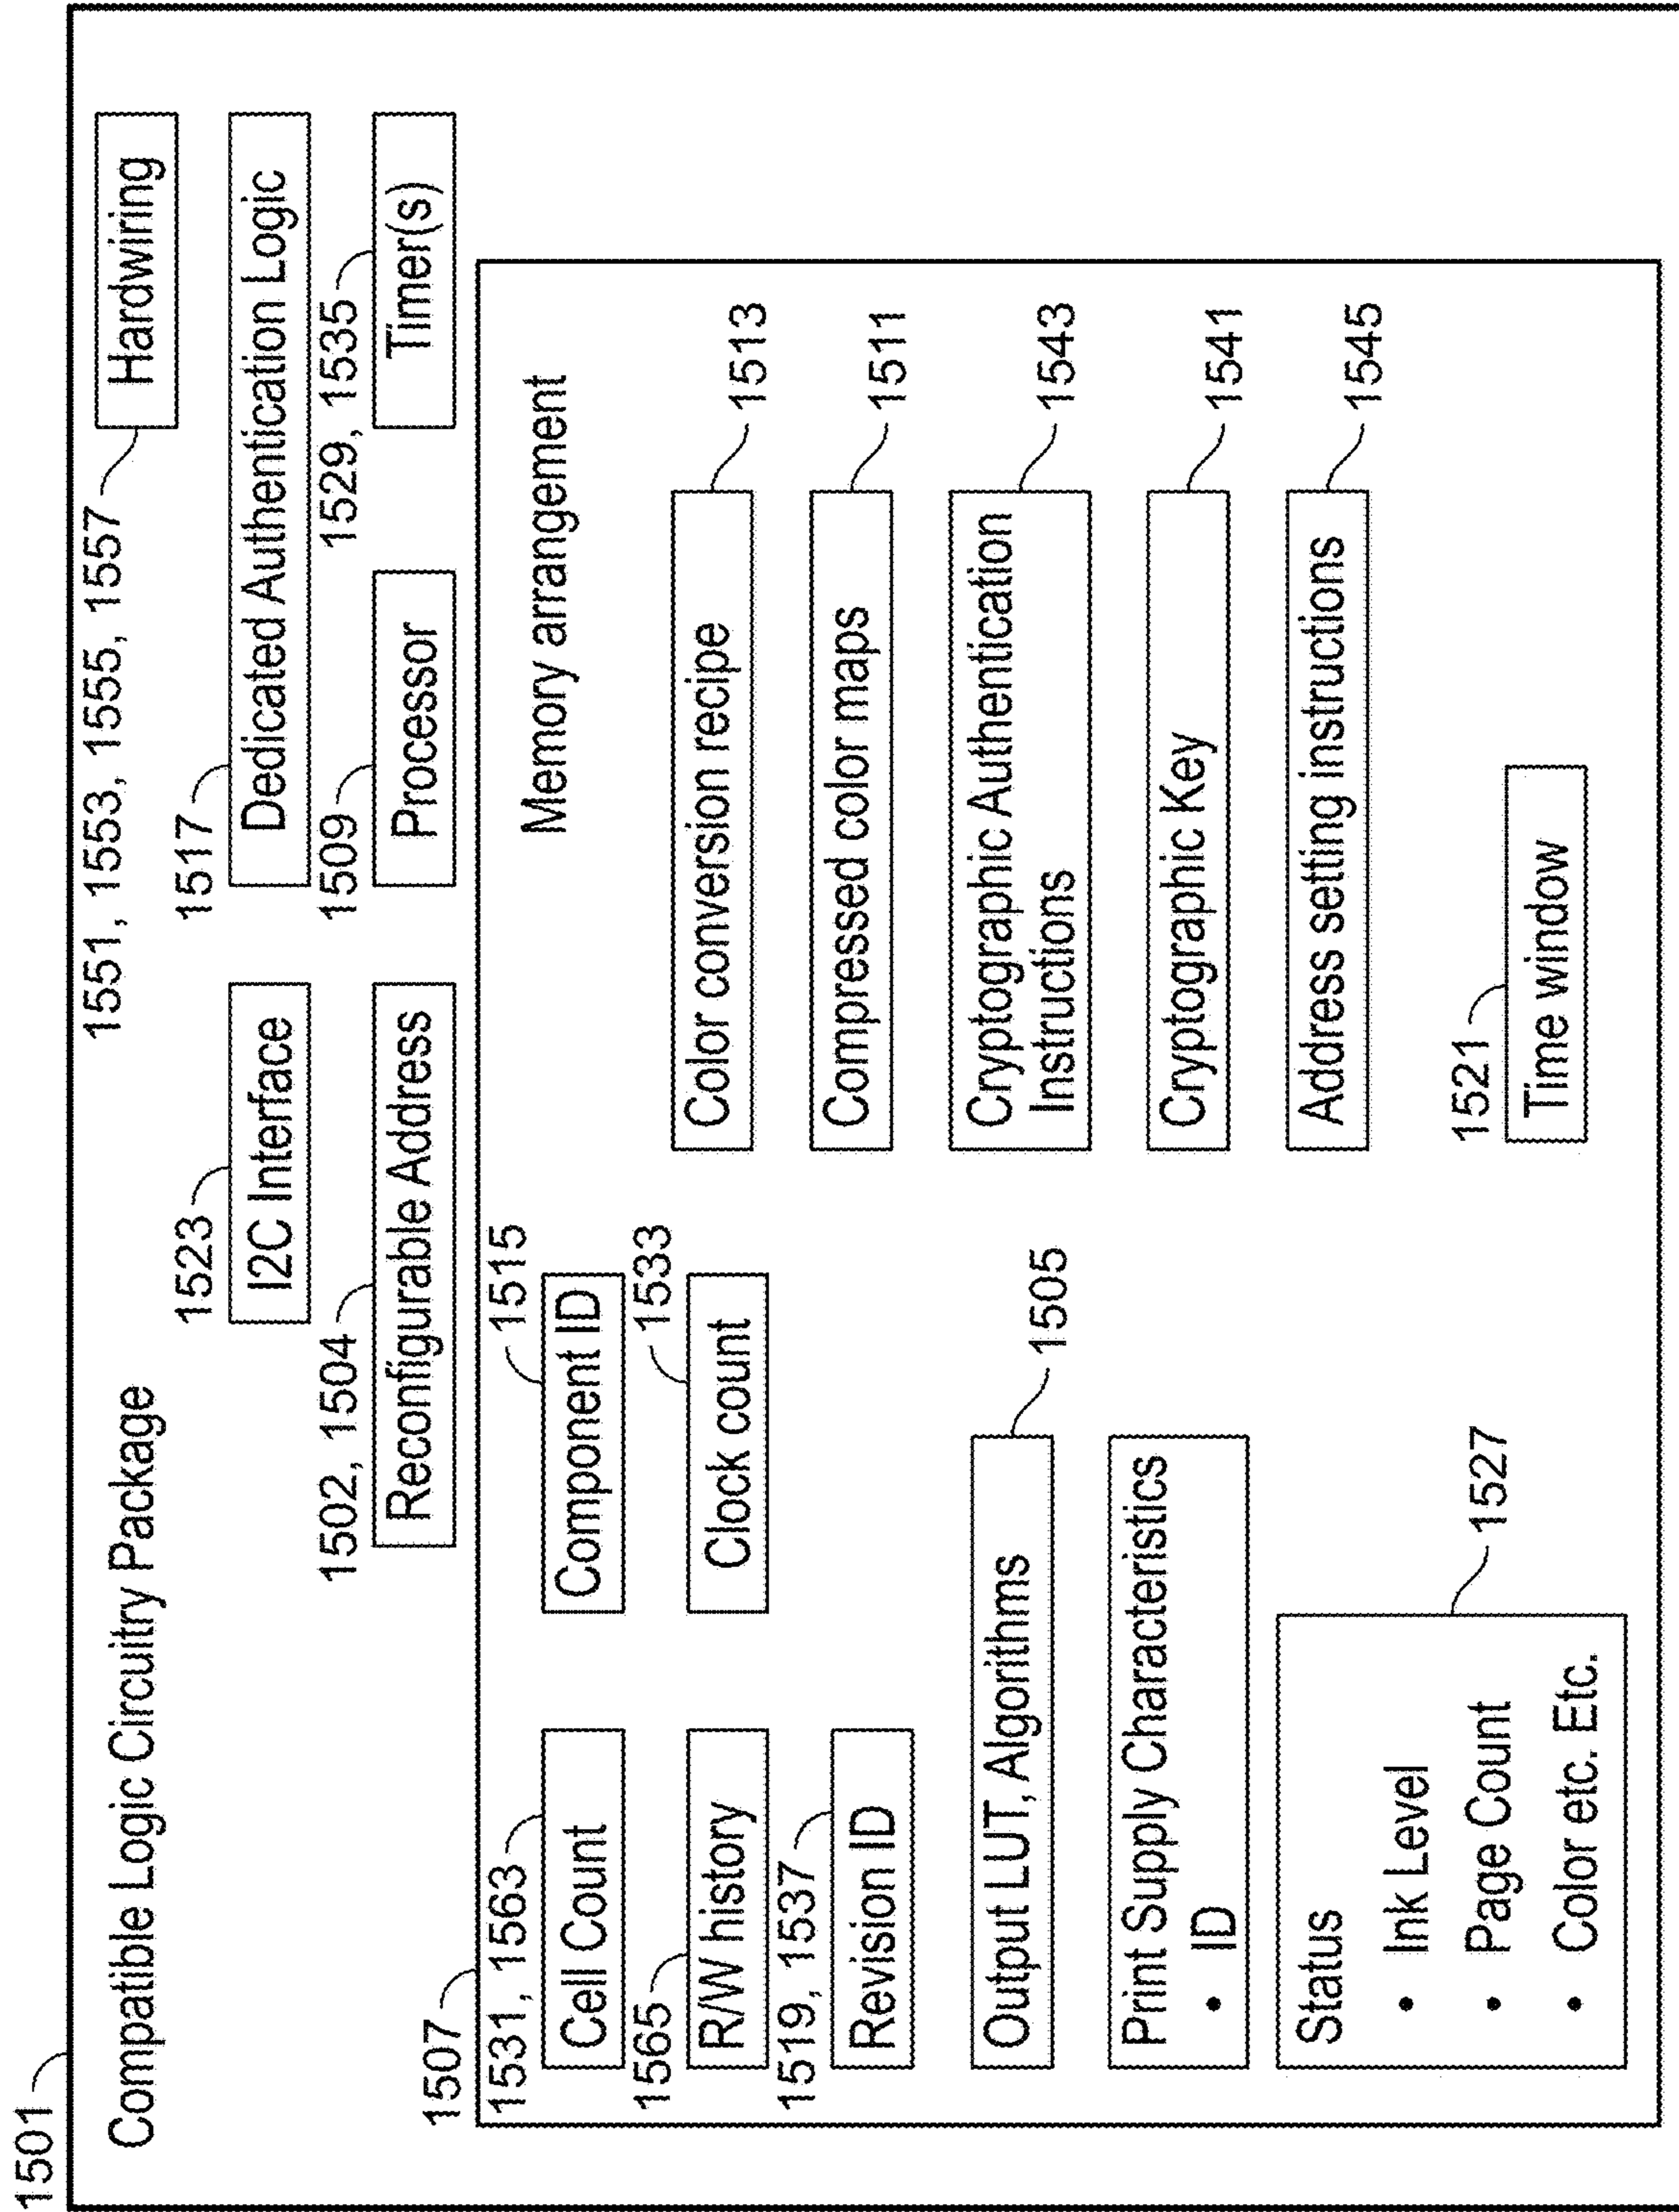 1501
Compatible Logic Circuitry Package
1551, 1553, 1555, 1557
Hardwiring
1523
I2C Interface
1517
Dedicated Authentication Logic
1502, 1504
Reconfigurable Address
1509
Processor
1529, 1535
Timer(s)
1507
Memory arrangement
1531, 1563
Cell Count
1515
Component ID
1565
R/W history
1533
Clock count
1519, 1537
Revision ID
Output LUT, Algorithms
1505
Print Supply Characteristics
• ID
Status
• Ink Level
• Page Count
• Color etc. Etc.
1527
Color conversion recipe
1513
Compressed color maps
1511
Cryptographic Authentication
Instructions
1543
Cryptographic Key
1541
Address setting instructions
1545
1521
Time window